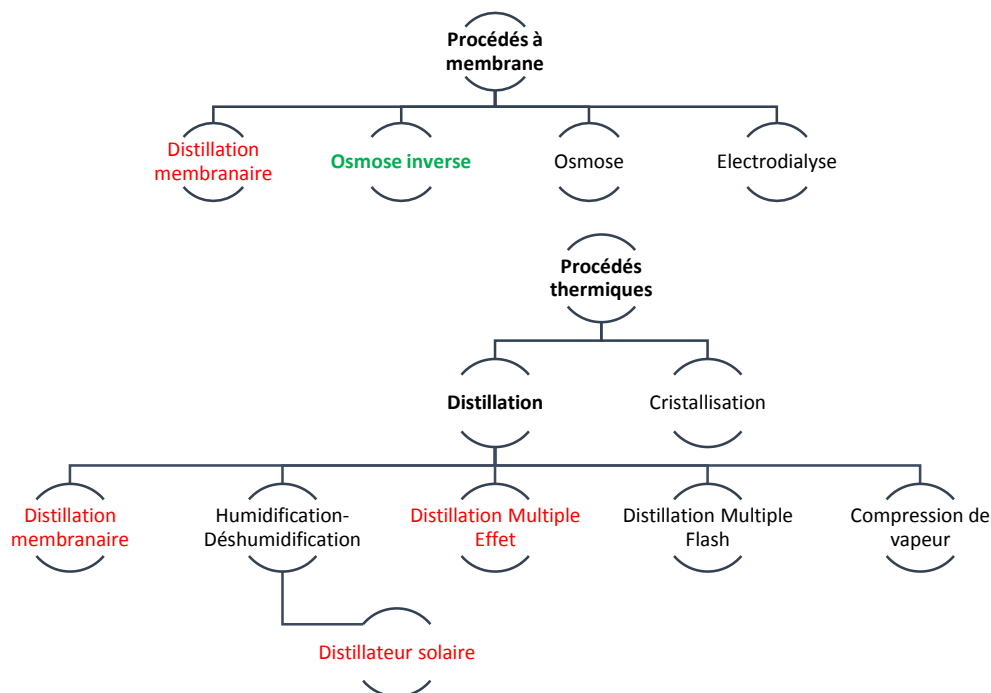 Procédés à
membrane
Distillation
membranaire
Osmose inverse
Osmose
Electrodialyse
Procédés
thermiques
Distillation
Cristallisation
Distillation
membranaire
Humidification-
Déshumidification
Distillation Multiple
Effet
Distillation Multiple
Flash
Compression de
vapeur
Distillateur solaire